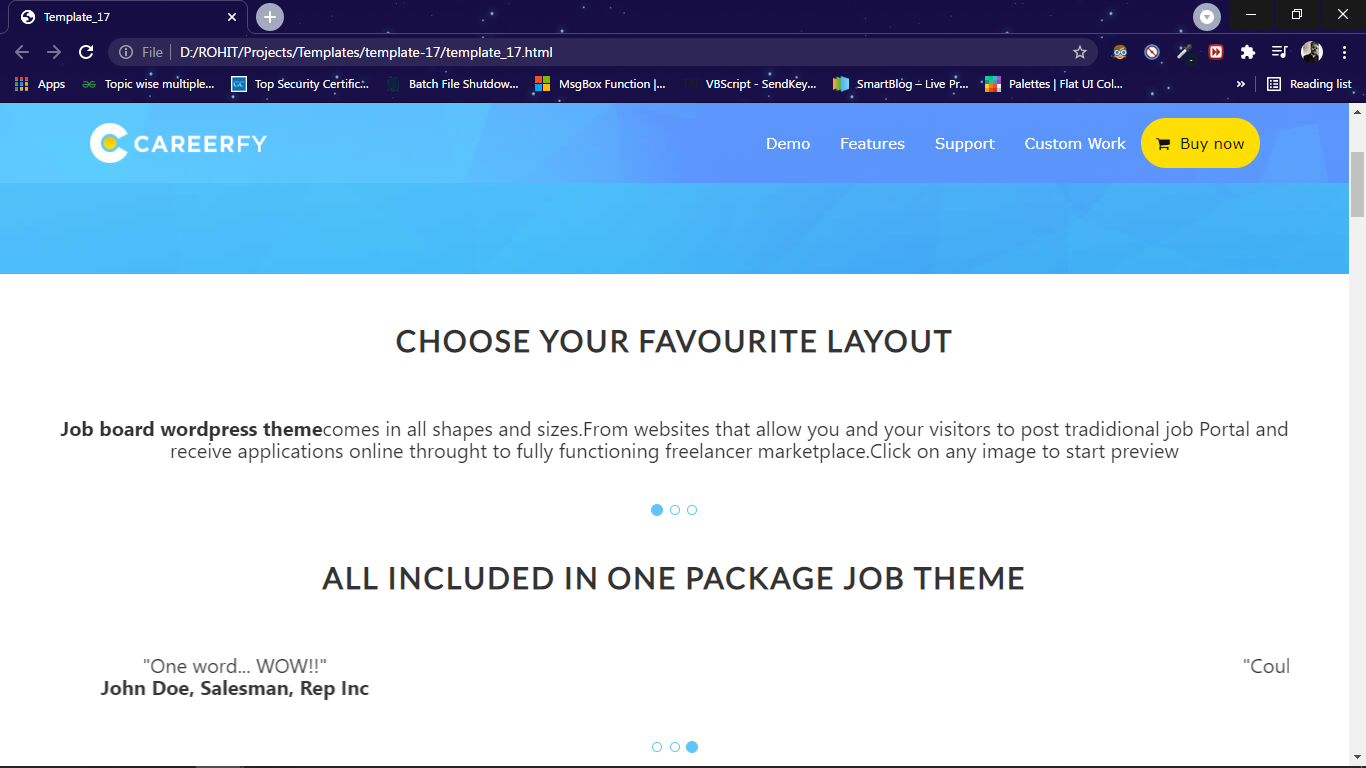 Template_17
File
D:/ROHIT/Projects/Templates/template-17/template_17.html
Apps
Topic wise multiple...
Top Security Certific...
Batch File Shutdow...
MsgBox Function |...
VBScript - SendKey...
SmartBlog – Live Pr...
Palettes | Flat UI Col...
»
Reading list
CAREERFY
Demo
Features
Support
Custom Work
Buy now
CHOOSE YOUR FAVOURITE LAYOUT
Job board wordpress themecomes in all shapes and sizes.From websites that allow you and your visitors to post tradidional job Portal and
receive applications online throught to fully functioning freelancer marketplace.Click on any image to start preview
ALL INCLUDED IN ONE PACKAGE JOB THEME
"One word... WOW!!"
"Coul
John Doe, Salesman, Rep Inc